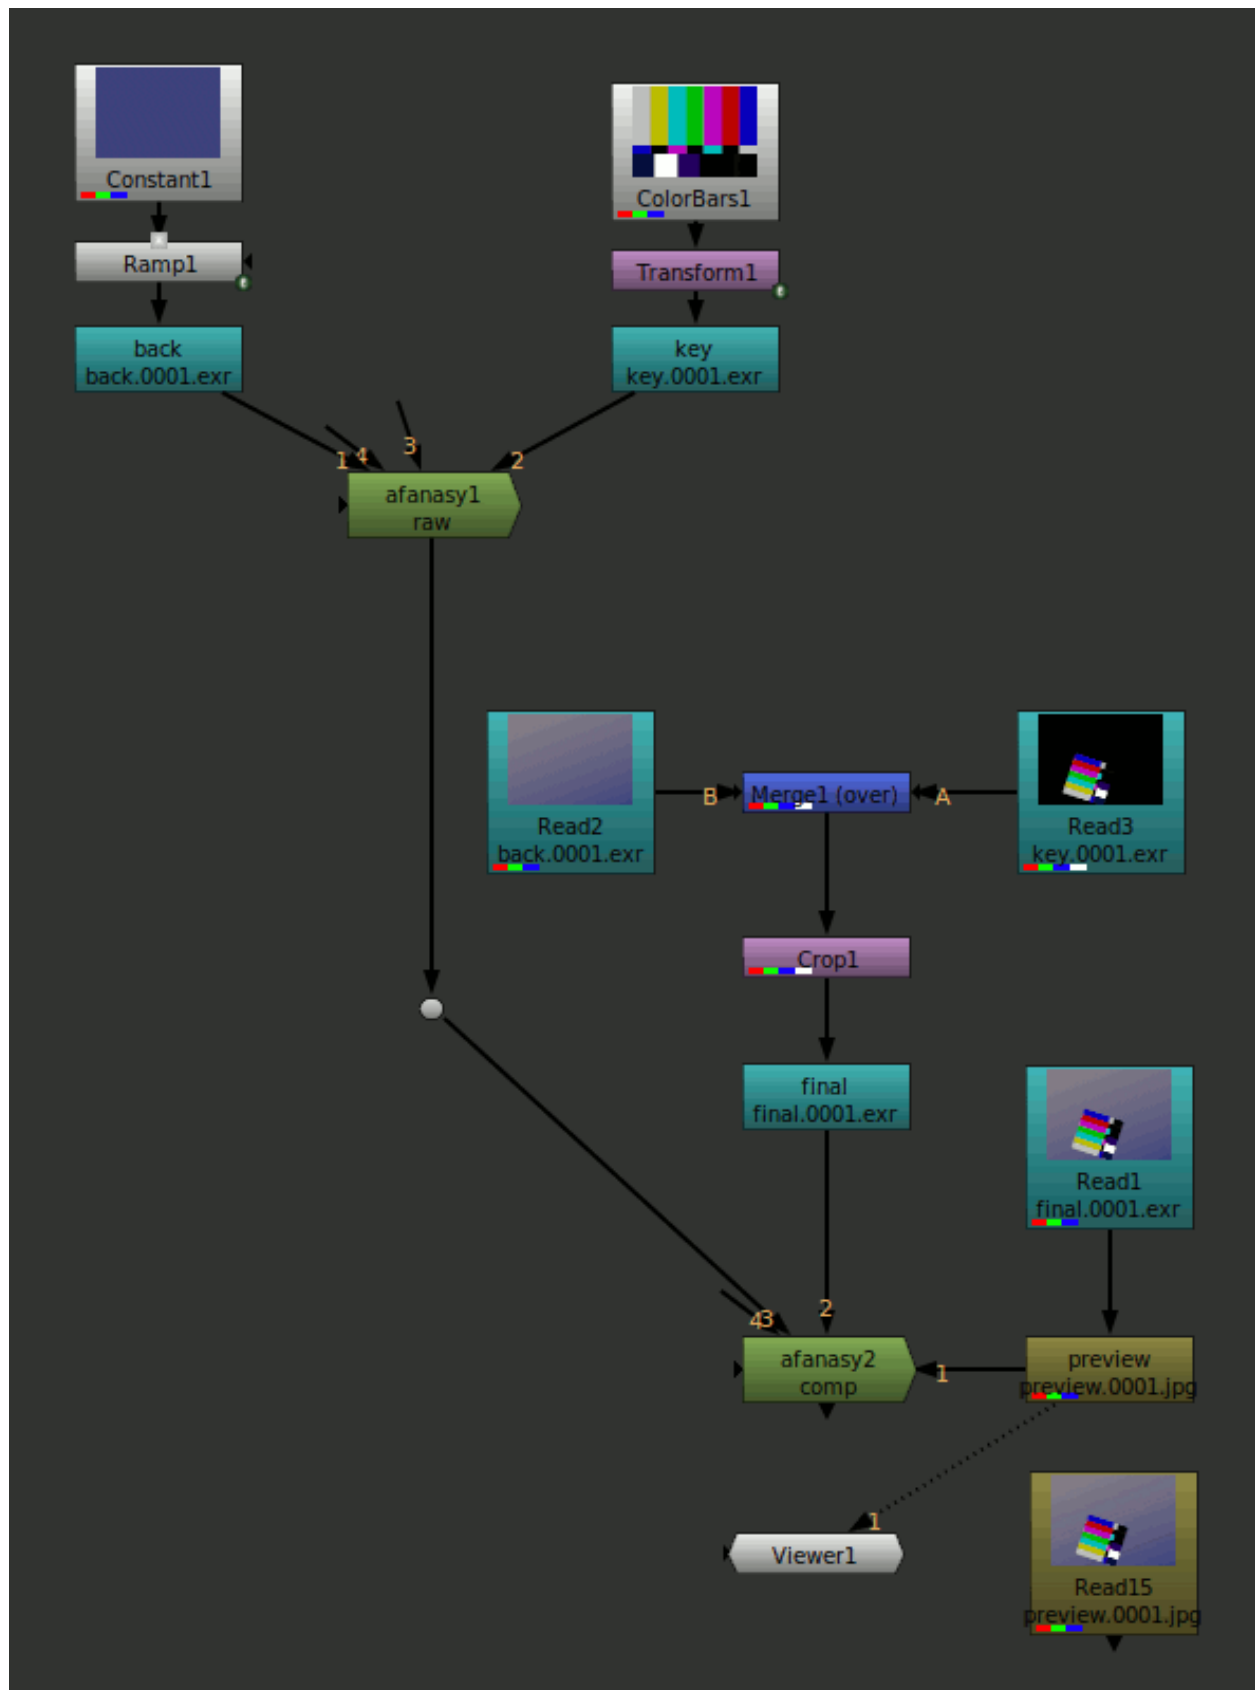 Constant1
ColorBars1
Ramp1
Transform1
back
back.0001.exr
key
key.0001.exr
1
4
3
2
afanasy1
raw
Read2
back.0001.exr
B
Merge1 (over)
A
Read3
key.0001.exr
Crop1
final
final.0001.exr
Read1
final.0001.exr
4
3
2
afanasy2
comp
1
preview
preview.0001.jpg
1
Viewer1
Read15
preview.0001.jpg